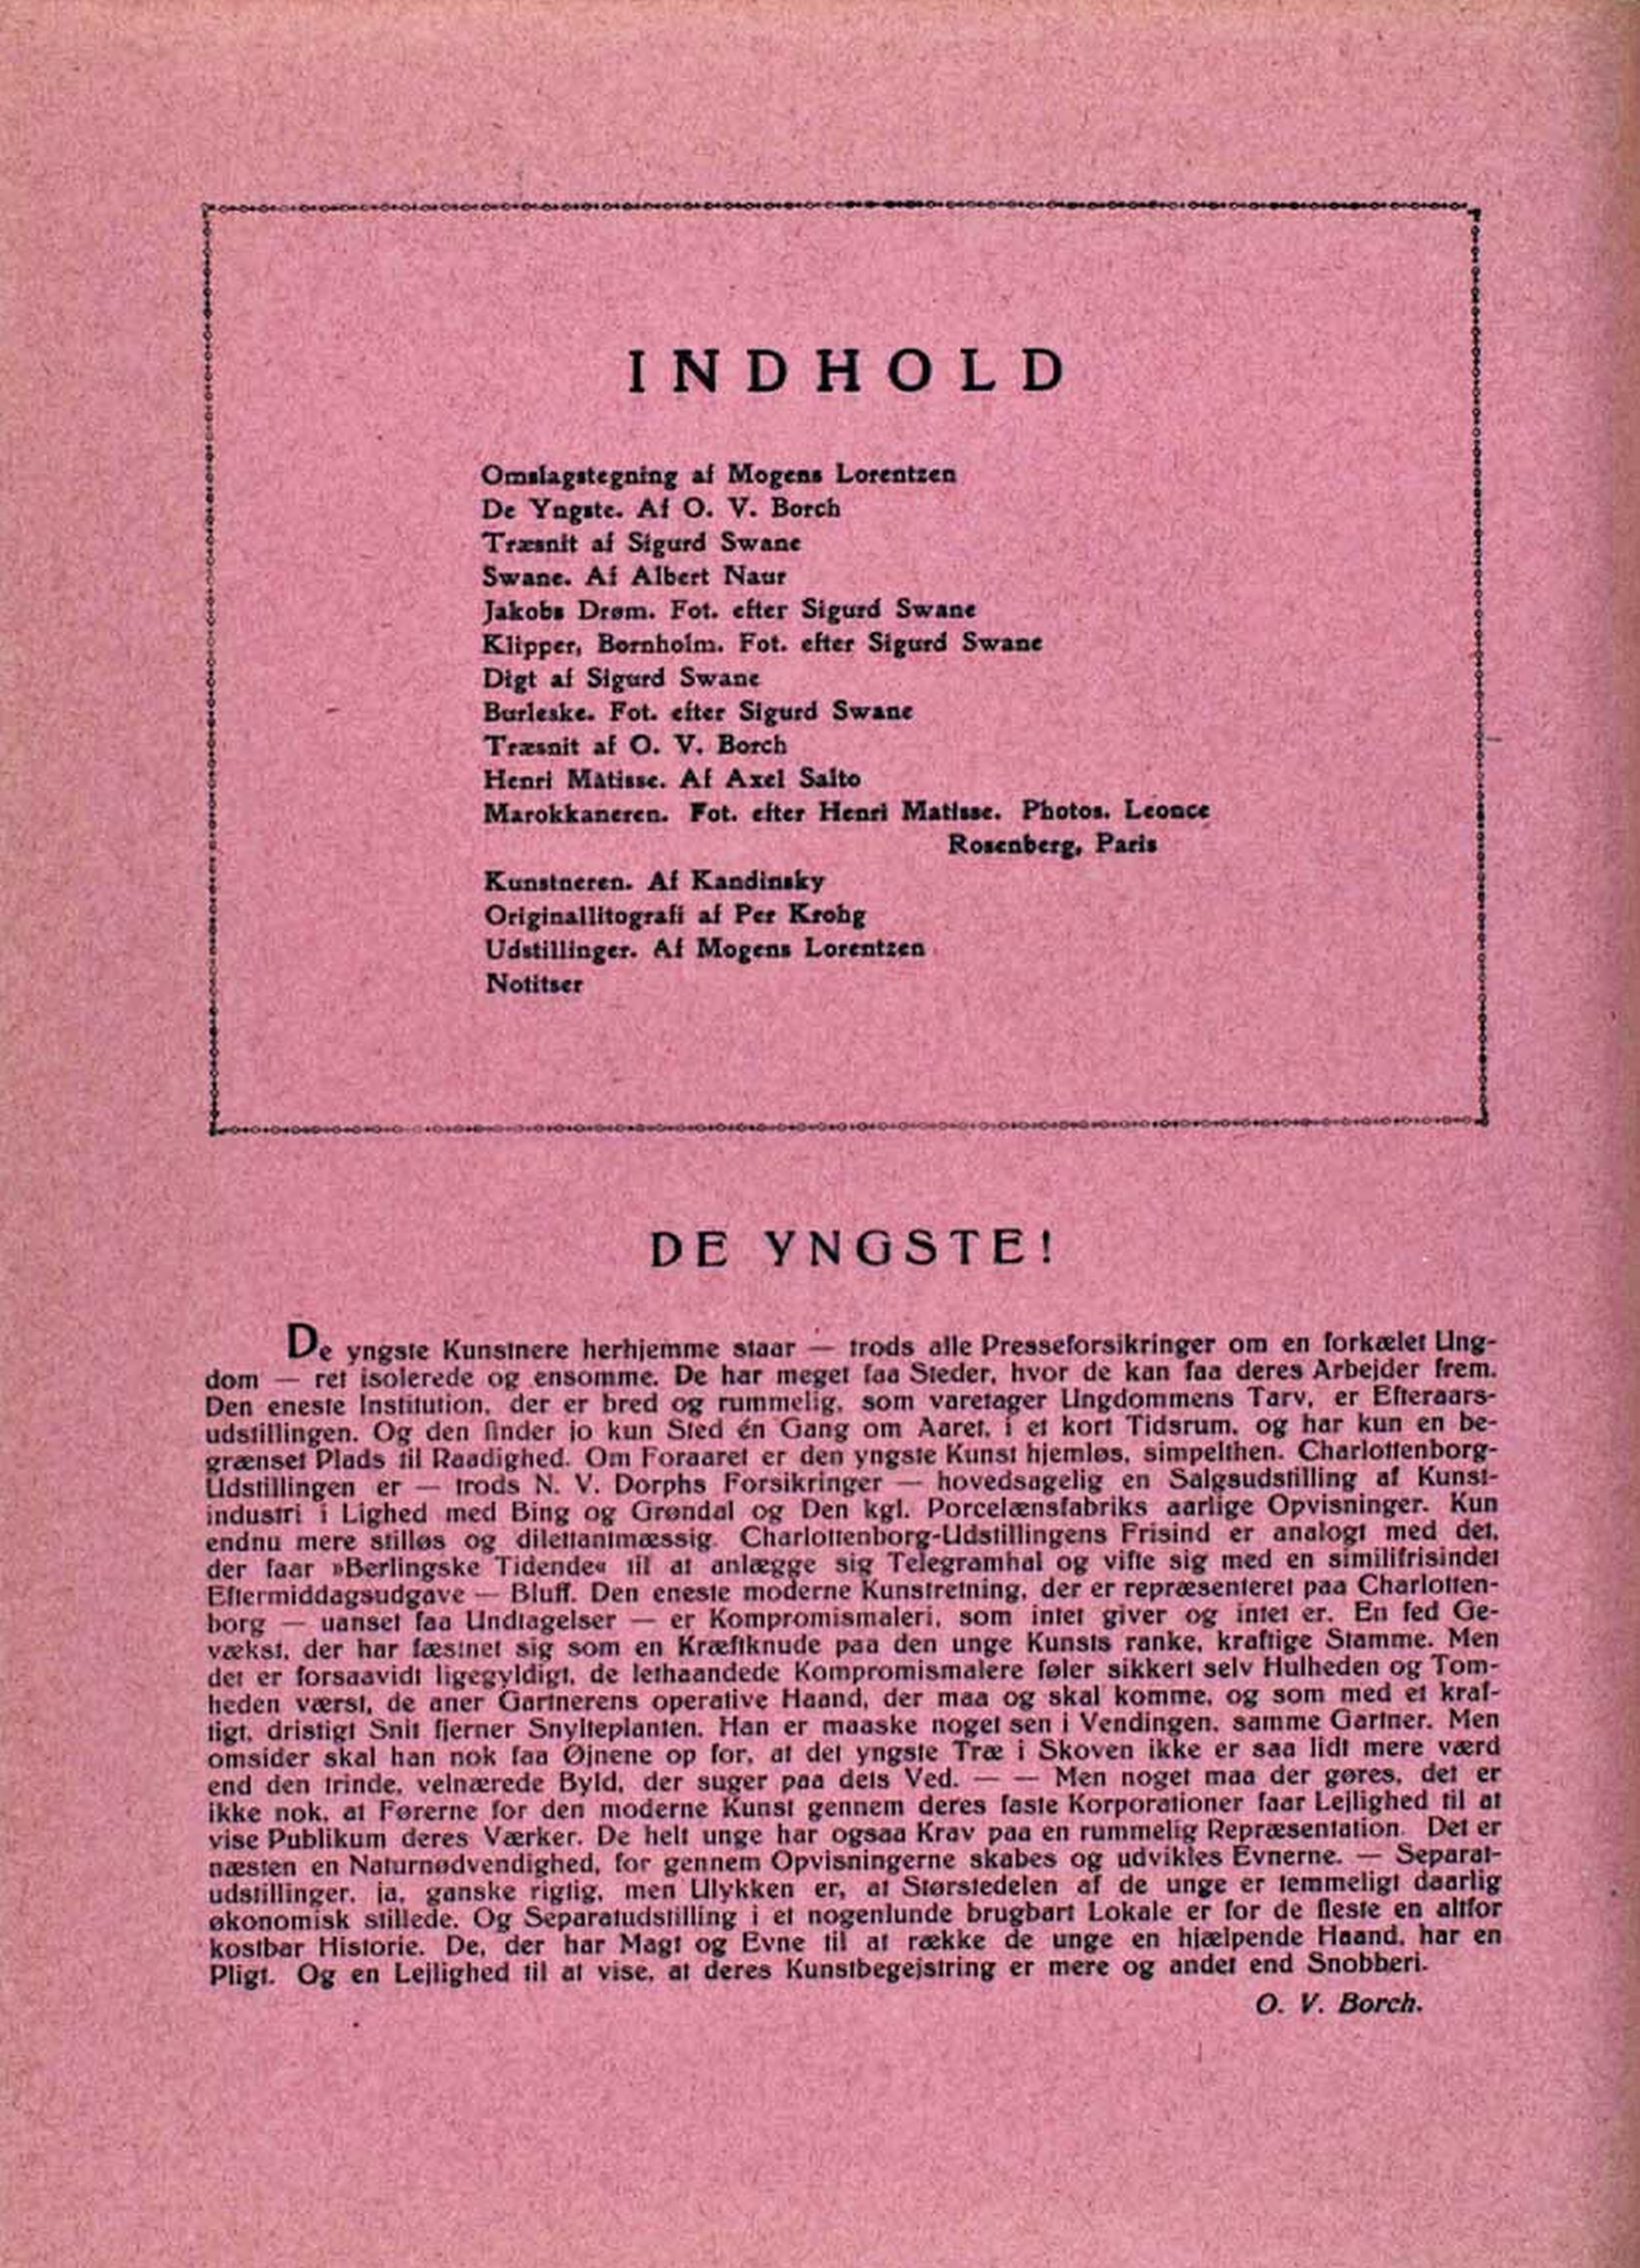 INDHOLD
Omslagstegning af Mogens Lorentzen
De Yngste. Af O. V. Borch
Træsnit af Sigurd Swane
Swane. Af Albert Naur
Jakobs Drøm. Fot. efter Sigurd Swane
Klipper, Bornholm. Fot. efter Sigurd Swane
Digt af Sigurd Swane
Burleske. Fot. efter Sigurd Swane
Træsnit af O. V. Borch
Henri Matisse. Af Axel Salto
Marokkaneren. Fot. efter Henri Matisse. Photos. Leonce
Rosenberg, Paris
Kunstneren. Af Kandinsky
Originallitografi af Per Krohg
Udstillinger. Af Mogens Lorentzen
Notitser
DE YNGSTE!
De yngste Kunstnere herhjemme staar — trods alle Presseforsikringer om en forkælet Ung-
dom — ret isolerede og ensomme. De har meget faa Steder, hvor de kan faa deres Arbejder frem.
Den eneste Institution, der er bred og rummelig, som varetager Ungdommens Tarv, er Efteraars-
udstillingen. Og den finder jo kun Sted én Gang om Aaret, i et kort Tidsrum, og har kun en be-
grænset Plads til Raadighed. Om Foraaret er den yngste Kunst hjemløs, simpelthen. Charlottenborg-
Udstillingen er — trods N. V. Dorphs Forsikringer — hovedsagelig en Salgsudstilling af Kunst-
industri i Lighed med Bing og Grøndal og Den kgl. Porcelænsfabriks aarlige Opvisninger. Kun
endnu mere stilløs og dilettantmæssig. Charlottenborg-Udstillingens Frisind er analogt med det,
der faar »Berlingske Tidende« til at anlægge sig Telegramhal og vifte sig med en similifrisindet
Eftermiddagsudgave — Bluff. Den eneste moderne Kunstretning, der er repræsenteret paa Charlotten-
borg — uanset faa Undtagelser — er Kompromismaleri, som intet giver og intet er. En fed Ge-
vækst, der har fæstnet sig som en Kræftknude paa den unge Kunsts ranke, kraftige Stamme. Men
det er forsaavidt ligegyldigt, de lethaandede Kompromismalere føler sikkert selv Hulheden og Tom-
heden værst, de aner Gartnerens operative Haand, der maa og skal komme, og som med et kraf-
tigt, dristigt Snit fjerner Snylteplanten. Han er maaske noget sen i Vendingen, samme Gartner. Men
omsider skal han nok faa Øjnene op for, at det yngste Træ i Skoven ikke er saa lidt mere værd
end den trinde, velnærede Byld, der suger paa dets Ved. — — Men noget maa der gøres, det er
ikke nok, at Førerne for den moderne Kunst gennem deres faste Korporationer faar Lejlighed til at
vise Publikum deres Værker. De helt unge har ogsaa Krav paa en rummelig Repræsentation. Det er
næsten en Naturnødvendighed, for gennem Opvisningerne skabes og udvikles Evnerne. — Separat-
udstillinger, ja, ganske rigtig, men Ulykken er, at Størstedelen af de unge er temmeligt daarlig
økonomisk stillede. Og Separatudstilling i et nogenlunde brugbart Lokale er for de fleste en altfor
kostbar Historie. De, der har Magt og Evne til at række de unge en hjælpende Haand, har en
Pligt. Og en Lejlighed til at vise, at deres Kunstbegejstring er mere og andet end Snobberi.
O. V. Borch.